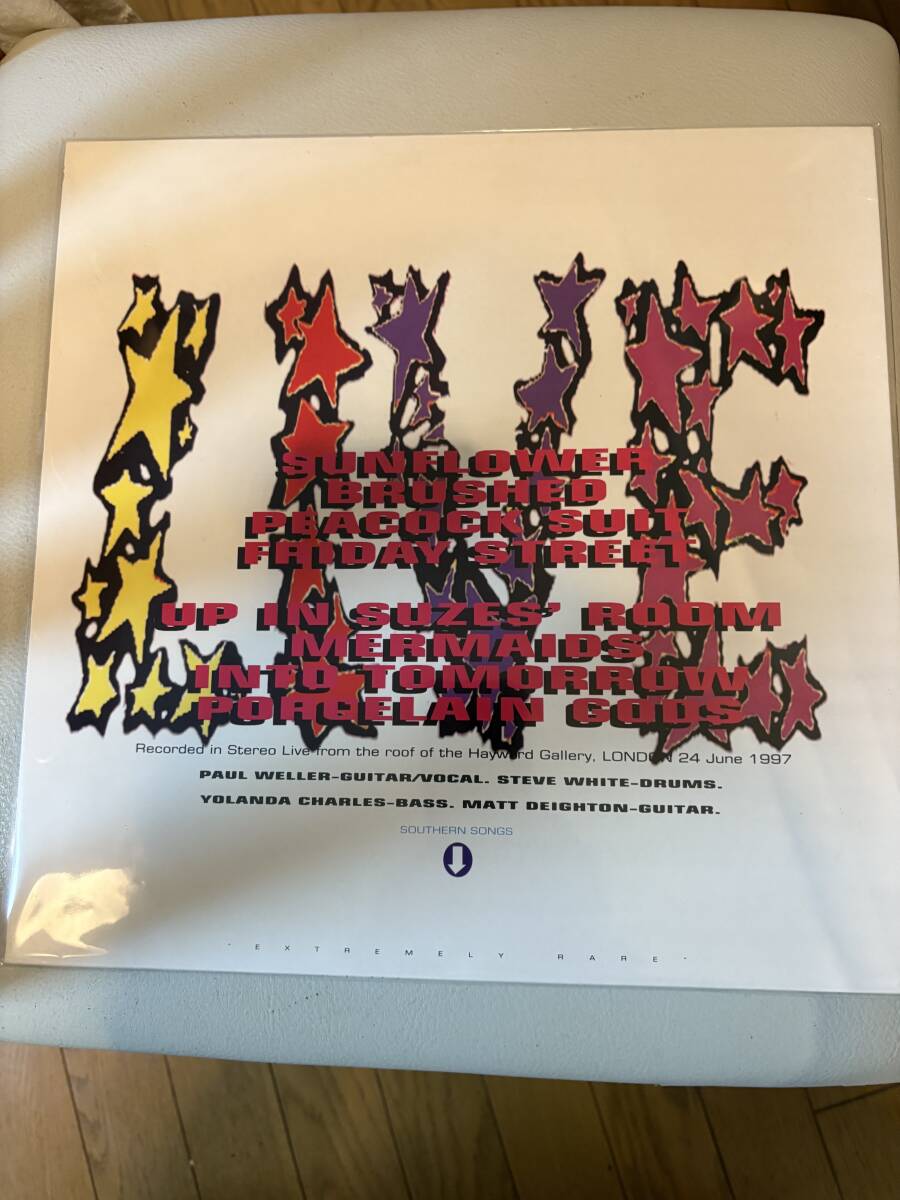 LIVE
SUNFLOWER
BRUSHED
PEACOCK SUIT
FRIDAY STREET
UP IN SUZES' ROOM
MERMAIDS
INTO TOMORROW
PORCELAIN GODS
Recorded in Stereo Live from the roof of the Hayward Gallery, LONDON 24 June 1997
PAUL WELLER-GUITAR/VOCAL. STEVE WHITE-DRUMS.
YOLANDA CHARLES-BASS. MATT DEIGHTON-GUITAR.
SOUTHERN SONGS
· EXTREMELY RARE ·